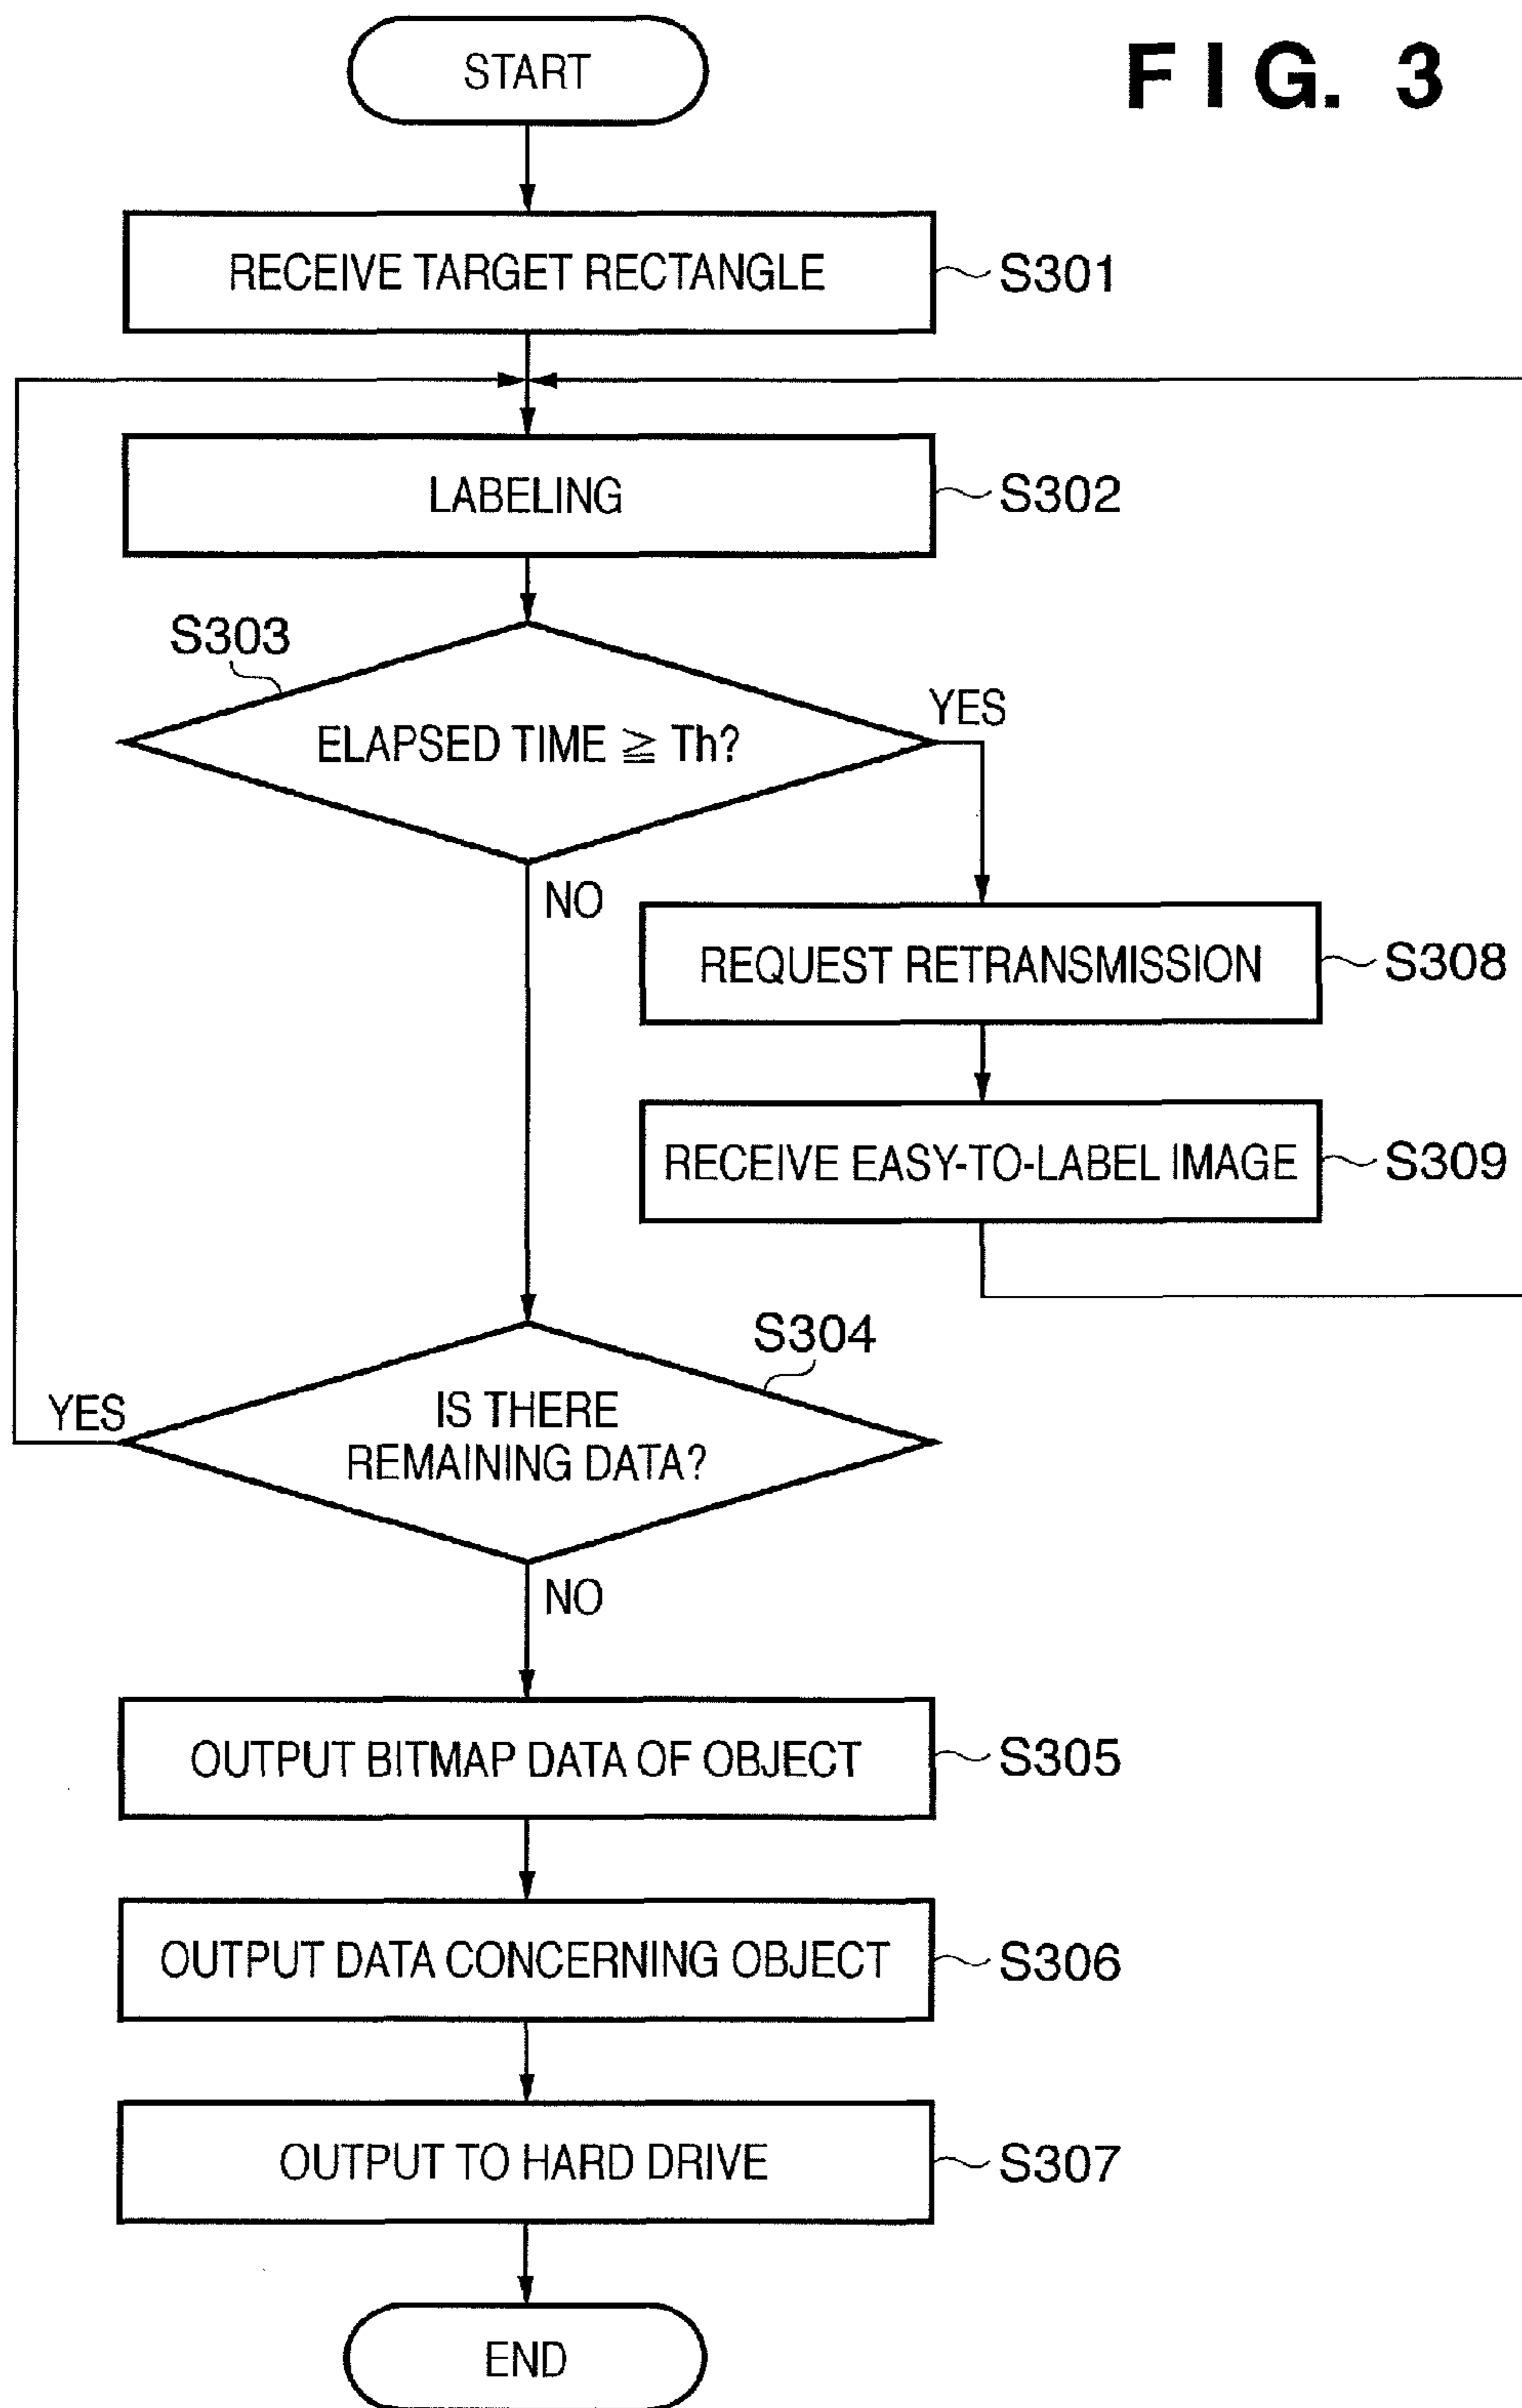 FIG. 3
START
RECEIVE TARGET RECTANGLE
S301
LABELING
S302
S303
ELAPSED TIME ≧ Th?
YES
NO
REQUEST RETRANSMISSION
S308
RECEIVE EASY-TO-LABEL IMAGE
S309
S304
YES
IS THERE
REMAINING DATA?
NO
OUTPUT BITMAP DATA OF OBJECT
S305
OUTPUT DATA CONCERNING OBJECT
S306
OUTPUT TO HARD DRIVE
S307
END